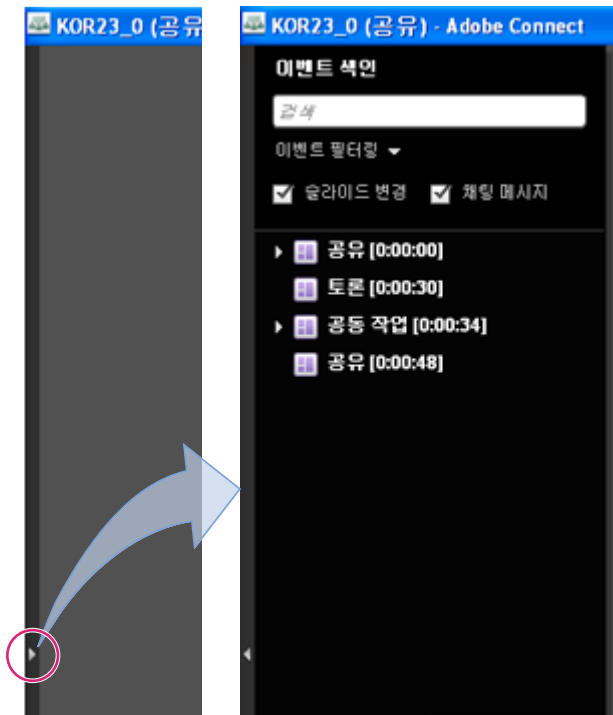 KOR23_0 (공유
KOR23_0 (공유) - Adobe Connect
이벤트 색인
검색
이벤트 필터링
슬라이드 변경 채팅 메시지
공유 [0:00:00]
토론 [0:00:30]
공동 작업 [0:00:34]
공유 [0:00:48]